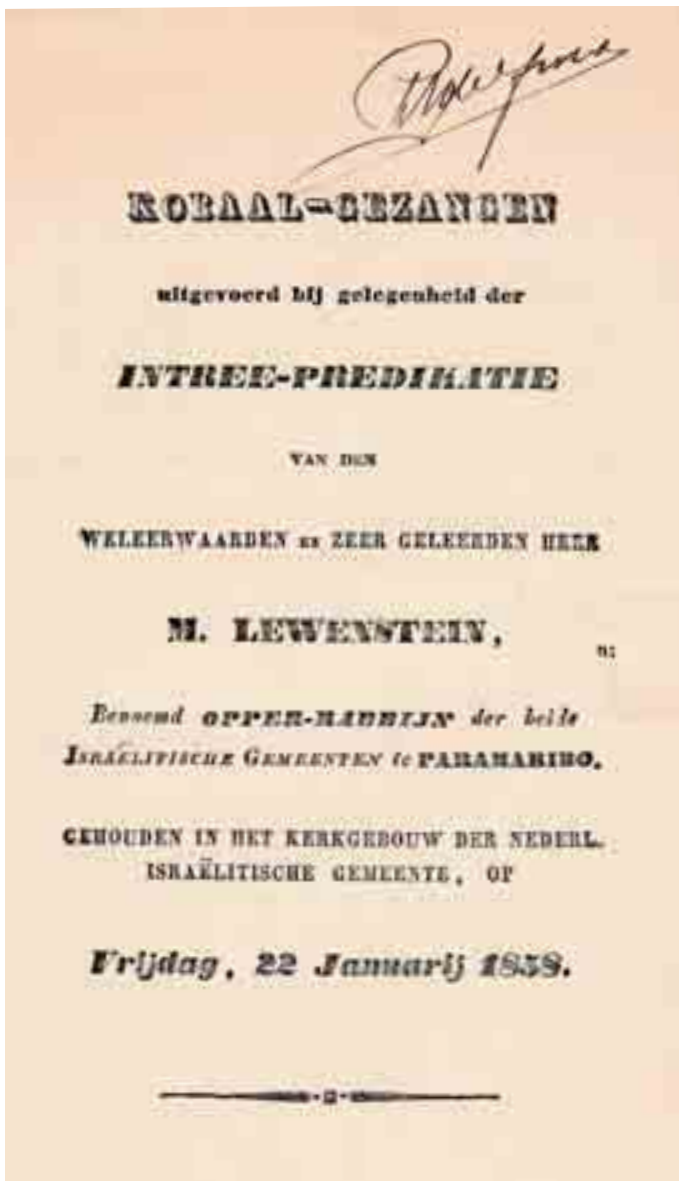 KORAAL-GEZANGEN
uitgevoerd bij gelegenheid der
INTREE-PREDIKATIE
VAN DEN
WELEERWAARDEN EN ZEER GELEERDEN HEER
M. LEWENSTEIN,
n:
Benoemd OPPER-RABBIJN der beide
ISRAËLITISCHE GEMEENTEN te PARAMARIBO.
GEHOUDEN IN HET KERKGEBOUW DER NEDERL.
ISRAËLITISCHE GEMEENTE, OP
Vrijdag, 22 Januarij 1858.